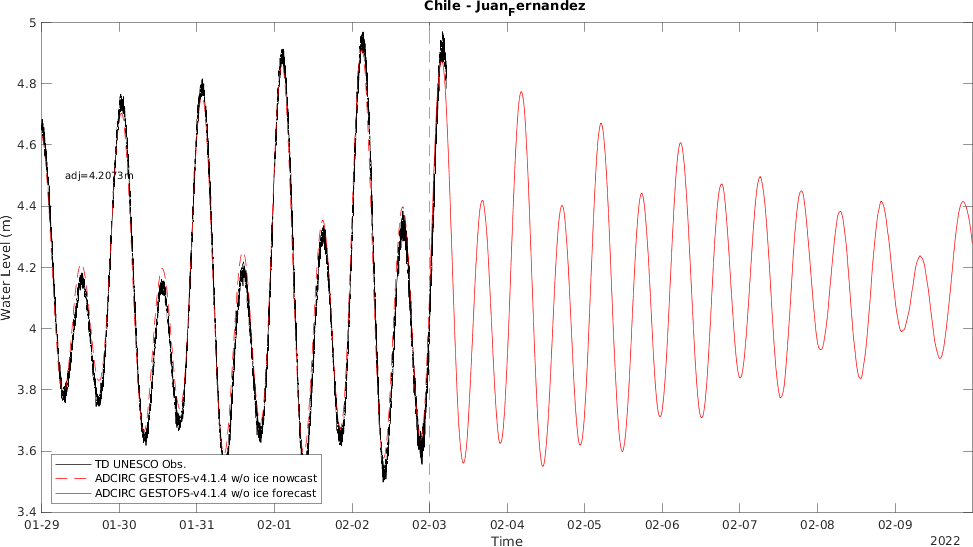 Chile - JuanFernandez
5
4.8
4.6
4.4
4.2
4
3.8
3.6
3.4
Water Level (m)
adj=4.2073m
TD UNESCO Obs.
ADCIRC GESTOFS-v4.1.4 w/o ice nowcast
ADCIRC GESTOFS-v4.1.4 w/o ice forecast
01-29 01-30 01-31 02-01 02-02 02-03 02-04 02-05 02-06 02-07 02-08 02-09
Time
2022